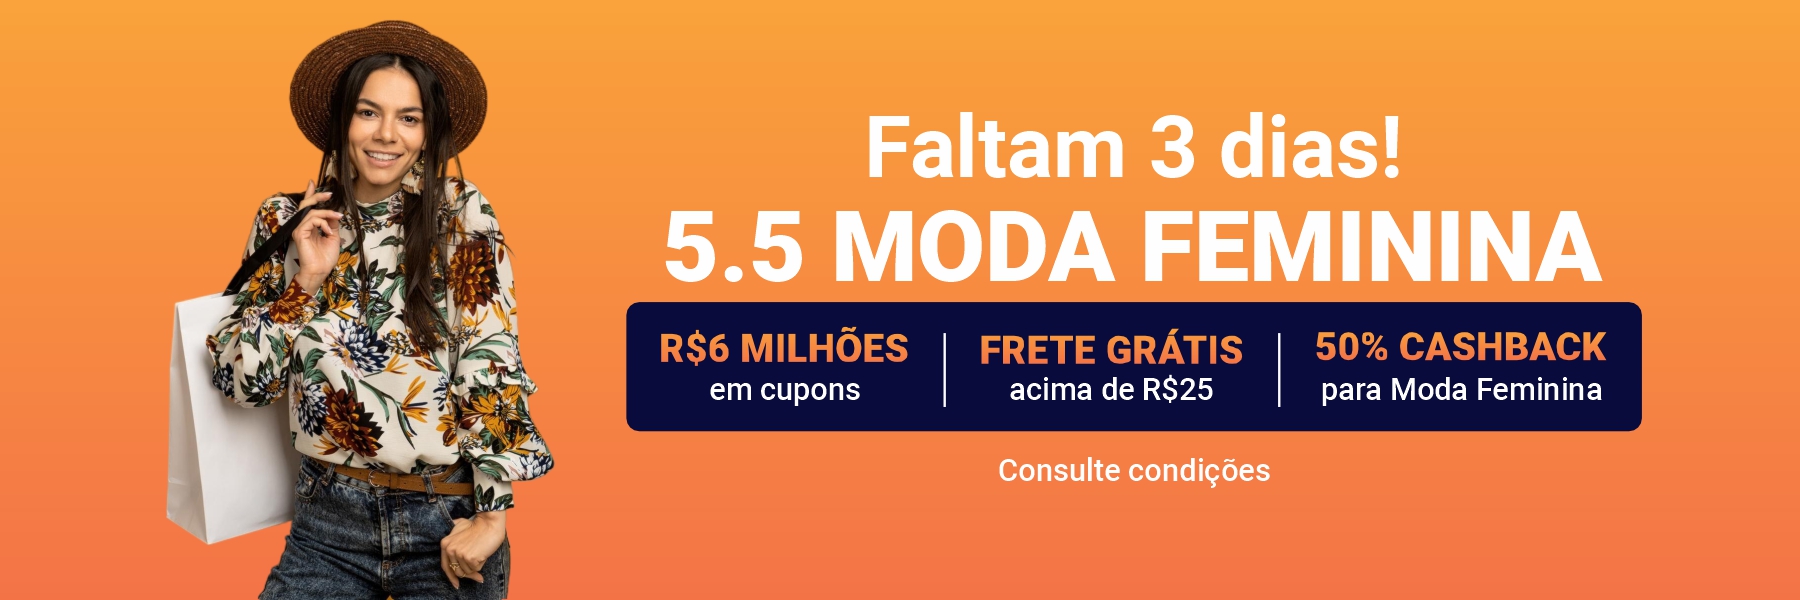 Faltam 3 dias!
5.5 MODA FEMININA
R$6 MILHÕES
em cupons
FRETE GRÁTIS
acima de R$25
50% CASHBACK
para Moda Feminina
Consulte condições